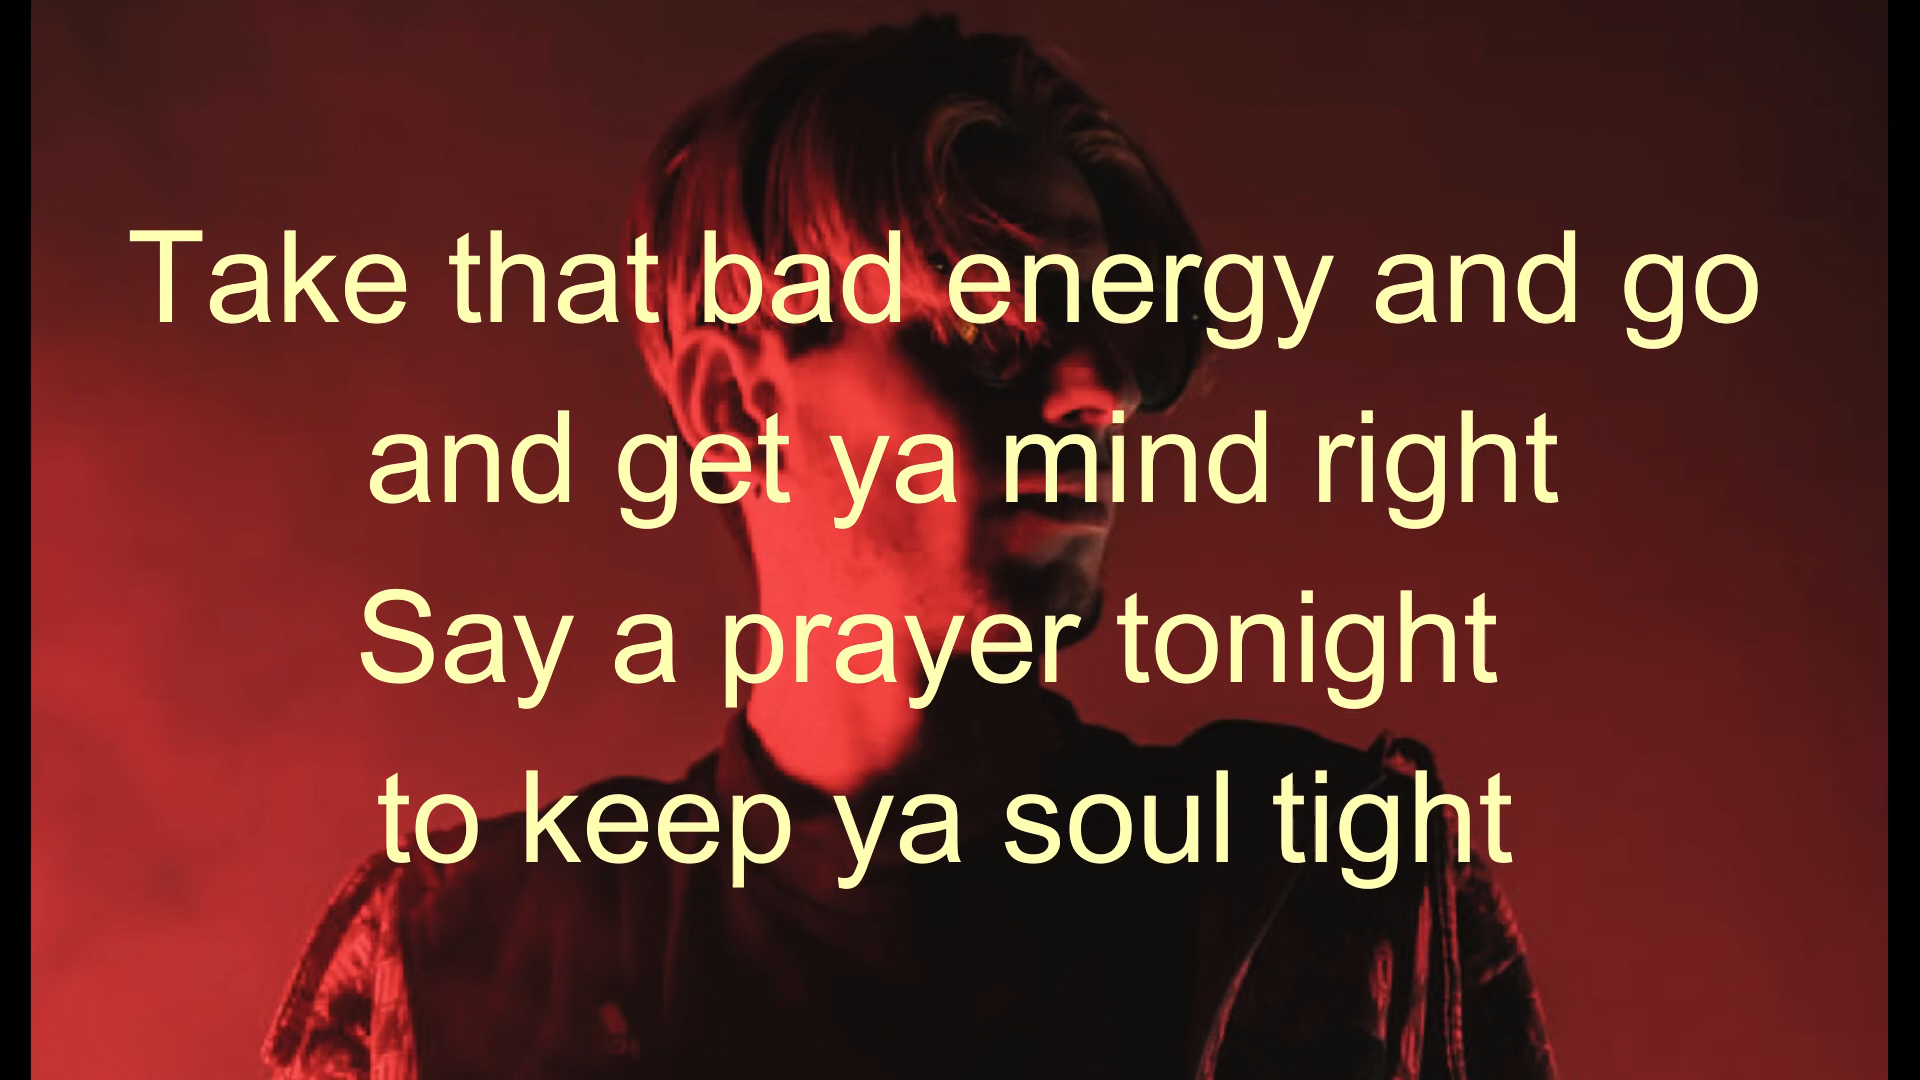 Take that bad energy and go
and get ya mind right
Say a prayer tonight
to keep ya soul tight